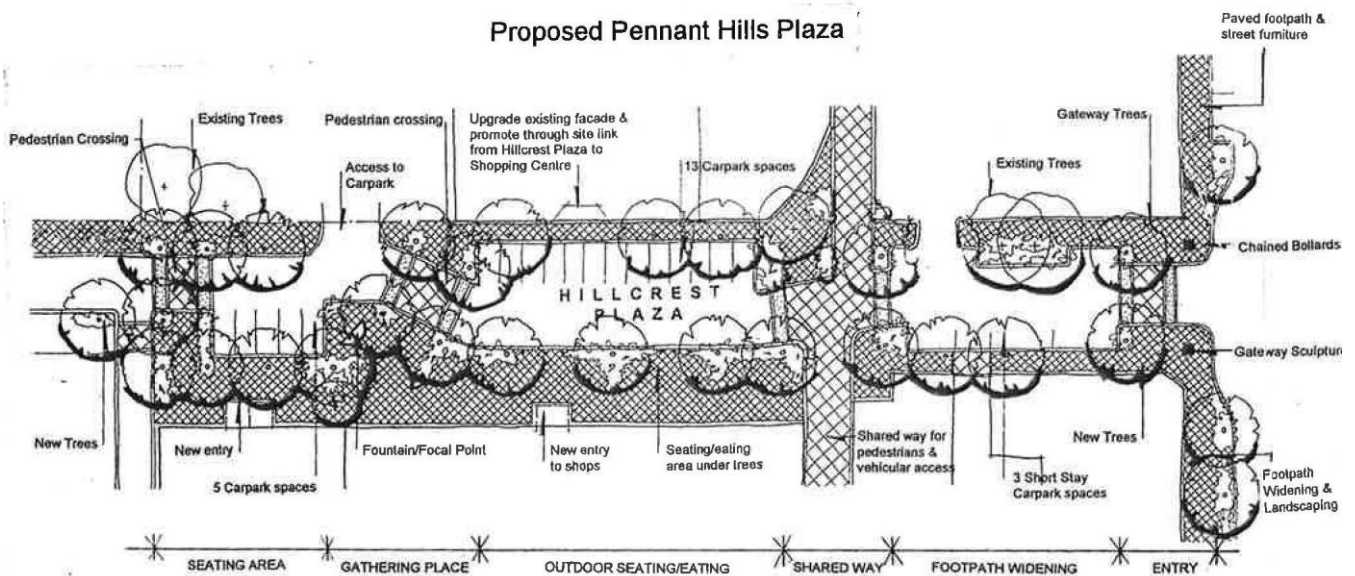 Proposed Pennant Hills Plaza
Paved footpath &
street furniture
Pedestrian Crossing
Existing Trees
Access to
Carpark
Pedestrian crossing
Upgrade existing facade &
promote through site link
from Hillcrest Plaza to
Shopping Centre
13 Carpark spaces
Existing Trees
Gateway Trees
Chained Bollards
HILLCREST
PLAZA
Gateway Sculpture
New Trees
New entry
5 Carpark spaces
Fountain/Focal Point
New entry
to shops
Seating/eating
area under trees
Shared way for
pedestrians &
vehicular access
3 Short Stay
Carpark spaces
New Trees
Footpath
Widening &
Landscaping
SEATING AREA
GATHERING PLACE
OUTDOOR SEATING/EATING
SHARED WAY
FOOTPATH WIDENING
ENTRY